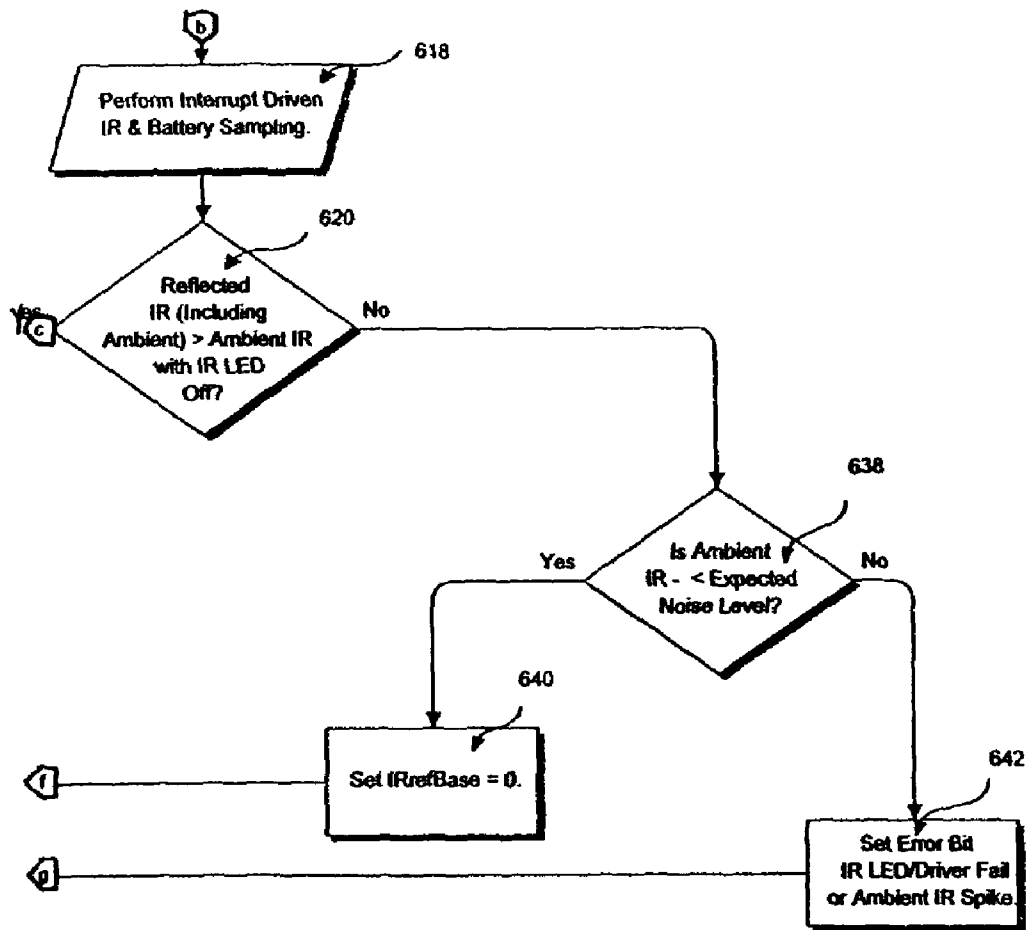 b
618
Perform Interrupt Driven
IR & Battery Sampling.
620
Reflected
IR (Including
Ambient) > Ambient IR
with IR LED
Off?
Yes
c
No
638
Is Ambient
IR - < Expected
Noise Level?
Yes
No
640
Set IRrefBase = 0.
f
642
Set Error Bit
IR LED/Driver Fail
or Ambient IR Spike.
g